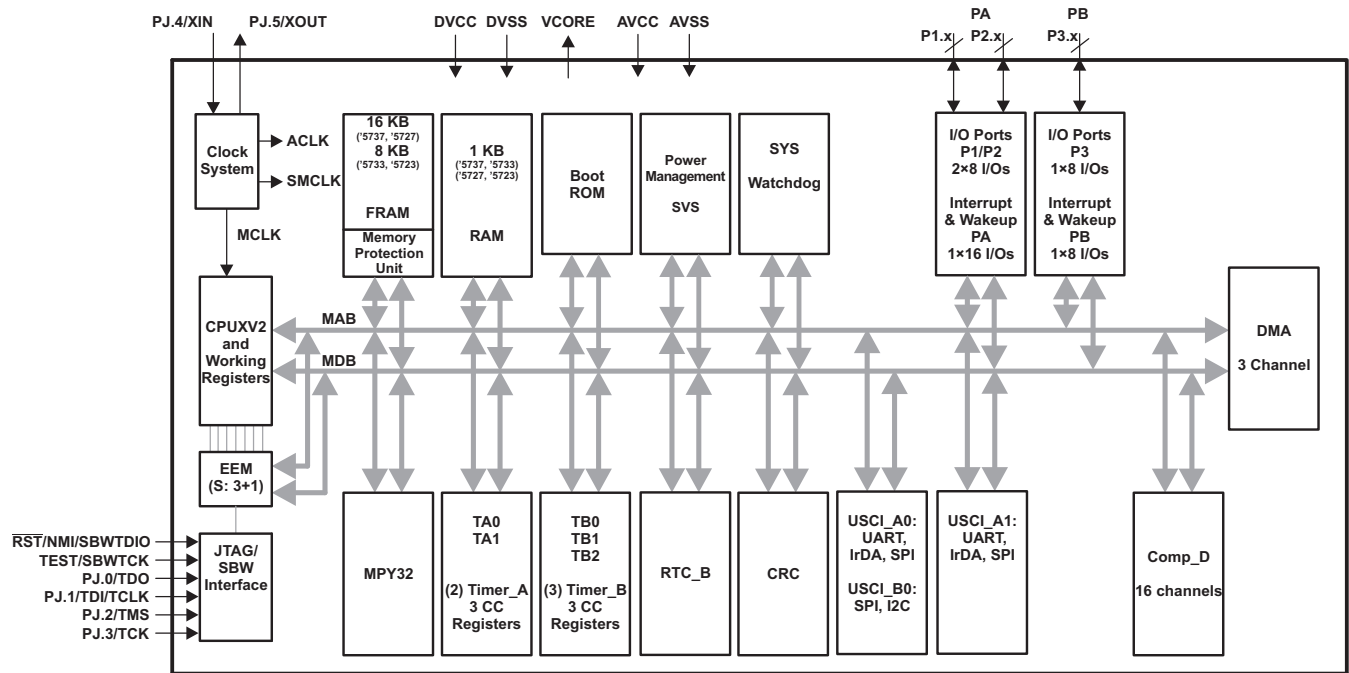 PJ.4/XIN
PJ.5/XOUT
DVCC
DVSS
VCORE
AVCC
AVSS
PA
PB
P1.x
P2.x
P3.x
Clock
System
ACLK
SMCLK
MCLK
16 KB
('5737, '5727)
8 KB
('5733, '5723)
FRAM
Memory
Protection
Unit
1 KB
('5737, '5733)
('5727, '5723)
RAM
Boot
ROM
Power
Management
SVS
SYS
Watchdog
I/O Ports
P1/P2
2×8 I/Os
Interrupt
& Wakeup
PA
1×16 I/Os
I/O Ports
P3
1×8 I/Os
Interrupt
& Wakeup
PB
1×8 I/Os
CPUXV2
and
Working
Registers
MAB
MDB
DMA
3 Channel
EEM
(S: 3+1)
RST/NMI/SBWTDIO
TEST/SBWTCK
PJ.0/TDO
PJ.1/TDI/TCLK
PJ.2/TMS
PJ.3/TCK
JTAG/
SBW
Interface
MPY32
TA0
TA1
(2) Timer_A
3 CC
Registers
TB0
TB1
TB2
(3) Timer_B
3 CC
Registers
RTC_B
CRC
USCI_A0:
UART,
IrDA, SPI
USCI_B0:
SPI, I2C
USCI_A1:
UART,
IrDA, SPI
Comp_D
16 channels